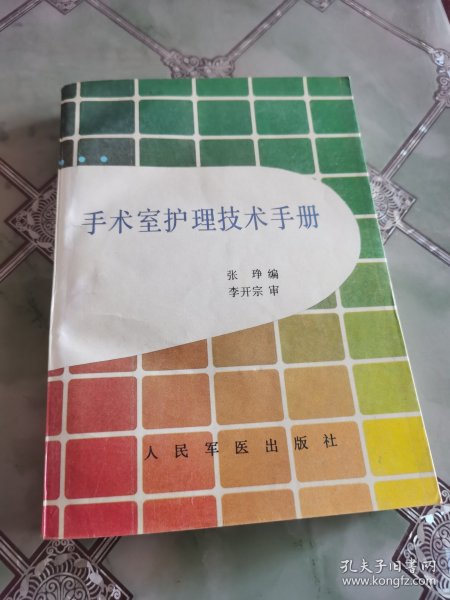 手术室护理技术手册
张 琤 编
李开宗 审
人民军医出版社
孔夫子旧书网
www.kongfz.com